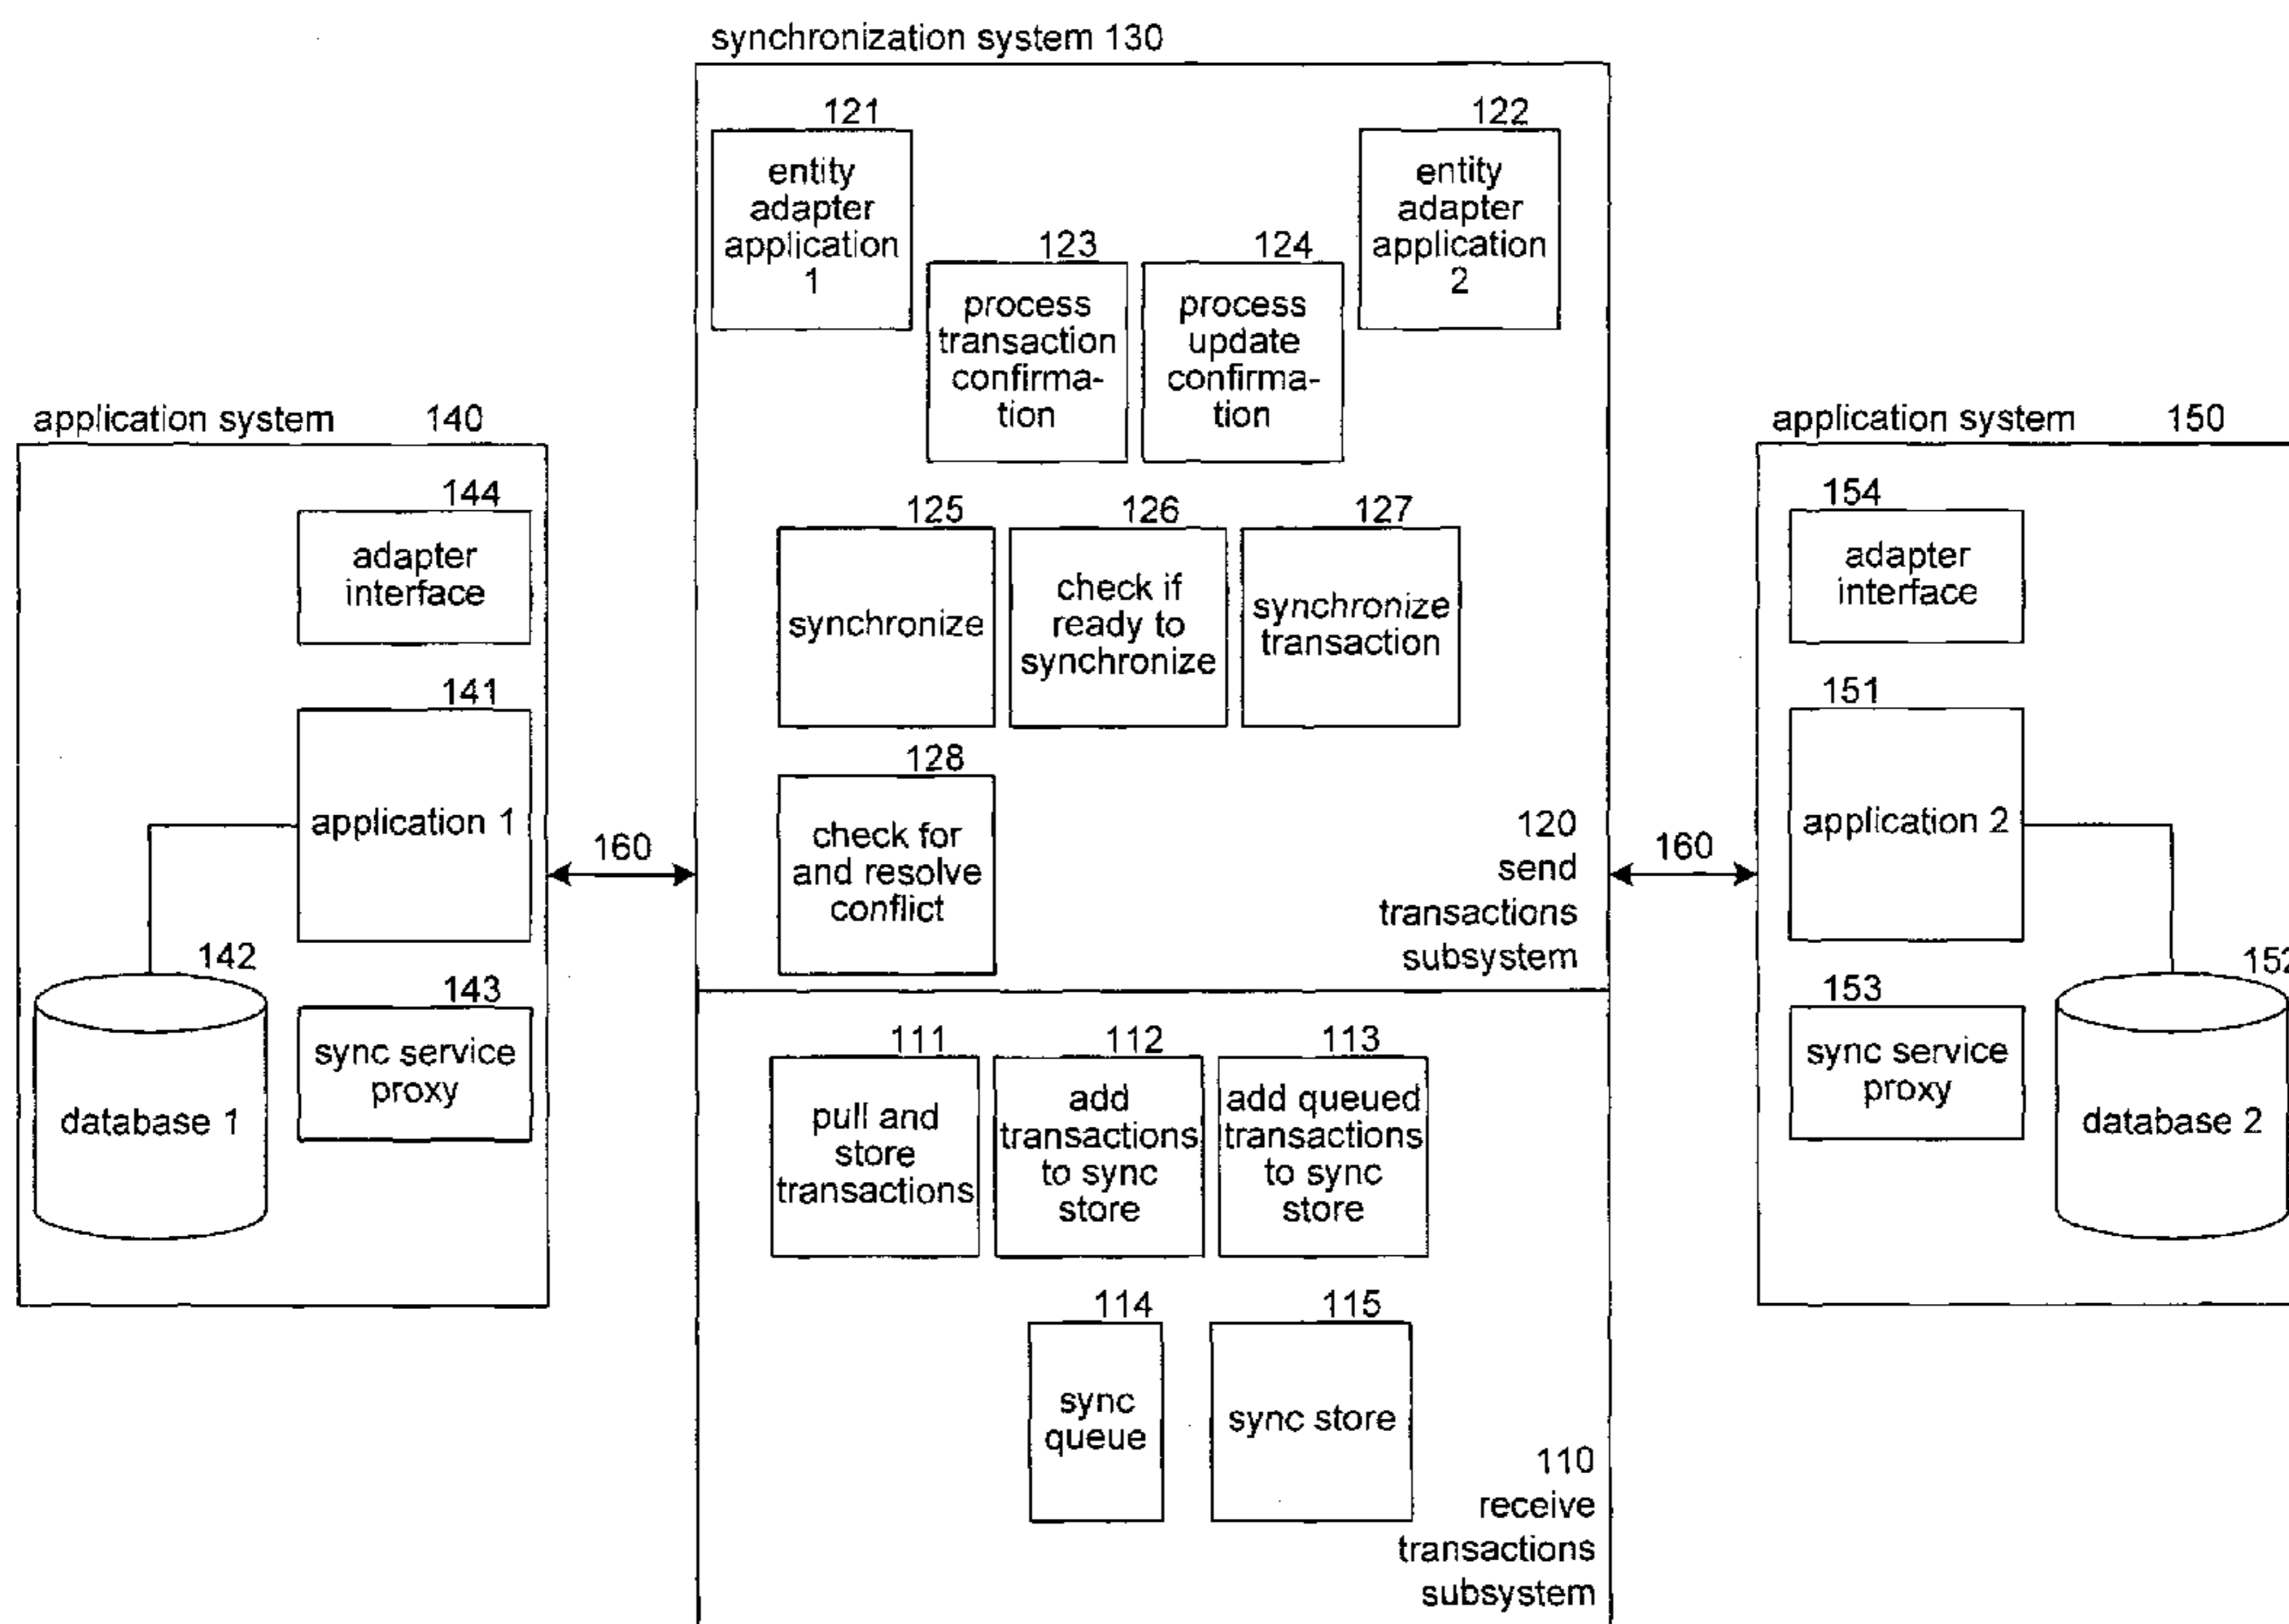 synchronization system 130
121
entity
adapter
application
1
122
entity
adapter
application
2
123
process
transaction
confirma-
tion
124
process
update
confirma-
tion
application system 140
144
adapter
interface
141
application 1
142
database 1
143
sync service
proxy
160
125
synchronize
126
check if
ready to
synchronize
127
synchronize
transaction
128
check for
and resolve
conflict
120
send
transactions
subsystem
111
pull and
store
transactions
112
add
transactions
to sync
store
113
add queued
transactions
to sync
store
114
sync
queue
115
sync store
110
receive
transactions
subsystem
160
application system 150
154
adapter
interface
151
application 2
152
database 2
153
sync service
proxy